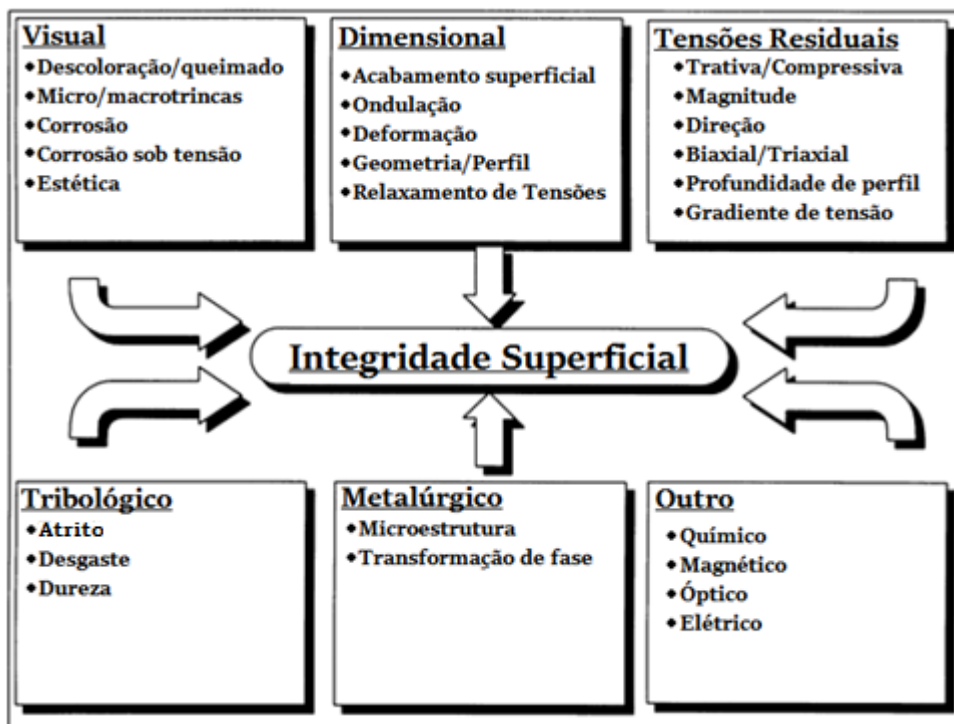 Visual
◆Descoloração/queimado
◆Micro/macrotrincas
◆Corrosão
◆Corrosão sob tensão
◆Estética
Dimensional
◆Acabamento superficial
◆Ondulação
◆Deformação
◆Geometria/Perfil
◆Relaxamento de Tensões
Tensões Residuais
◆Trativa/Compressiva
◆Magnitude
◆Direção
◆Biaxial/Triaxial
◆Profundidade de perfil
◆Gradiente de tensão
Integridade Superficial
Tribológico
◆Atrito
◆Desgaste
◆Dureza
Metalúrgico
◆Microestrutura
◆Transformação de fase
Outro
◆Químico
◆Magnético
◆Óptico
◆Elétrico